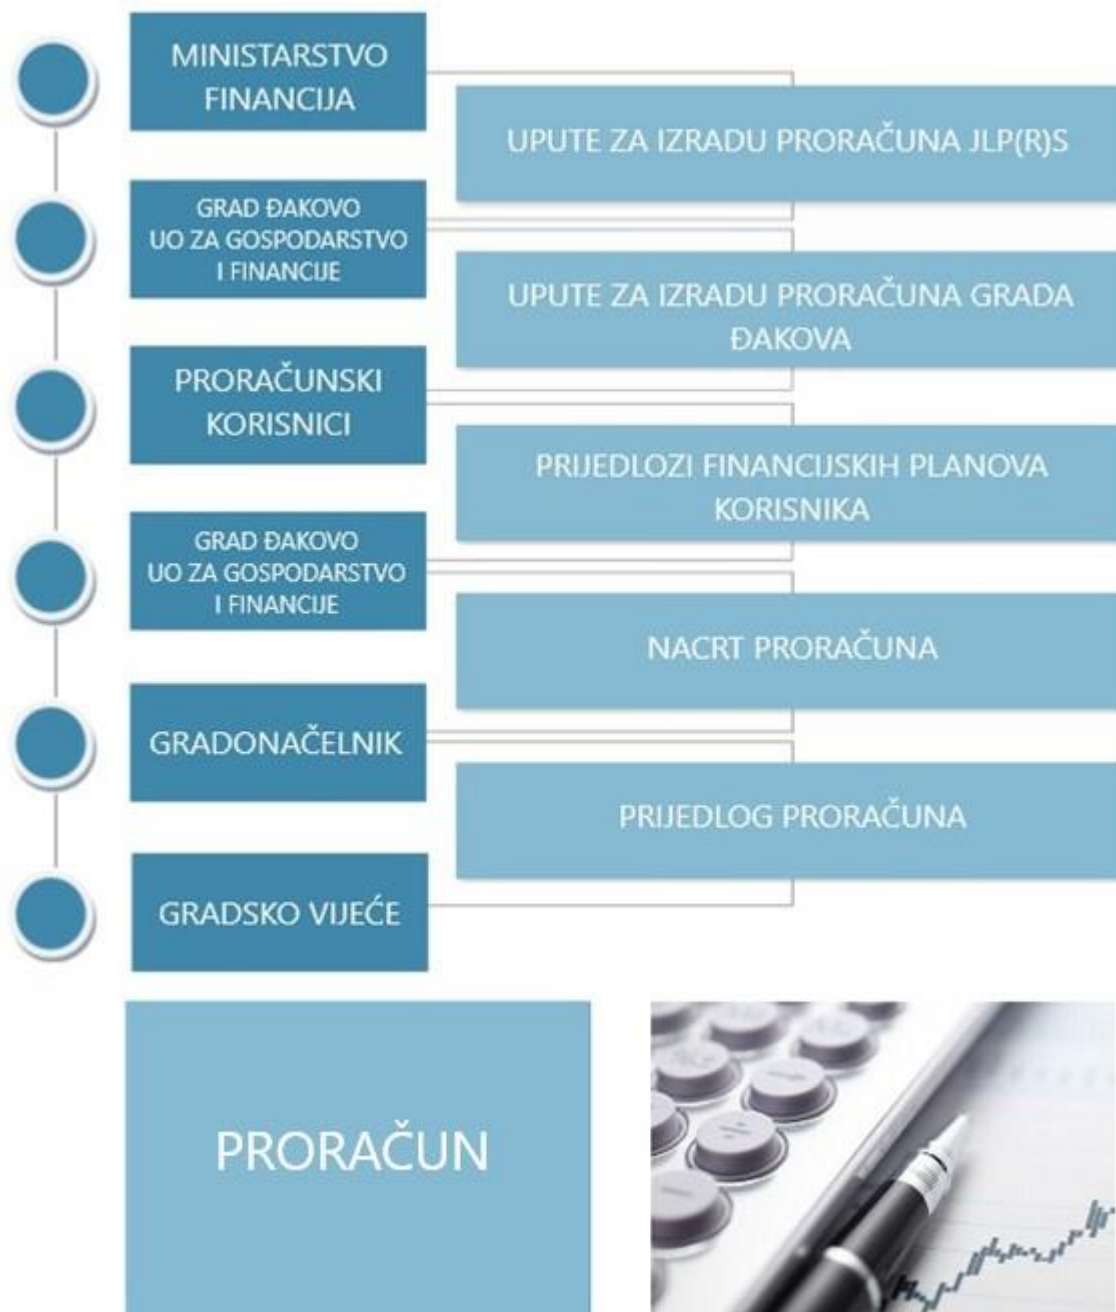 MINISTARSTVO
FINANCIJA
UPUTE ZA IZRADU PRORAČUNA JLP(R)S
GRAD ĐAKOVO
UO ZA GOSPODARSTVO
I FINANCIJE
UPUTE ZA IZRADU PRORAČUNA GRADA
ĐAKOVA
PRORAČUNSKI
KORISNICI
PRIJEDLOZI FINANCIJSKIH PLANOVA
KORISNIKA
GRAD ĐAKOVO
UO ZA GOSPODARSTVO
I FINANCIJE
NACRT PRORAČUNA
GRADONAČELNIK
PRIJEDLOG PRORAČUNA
GRADSKO VIJEĆE
PRORAČUN